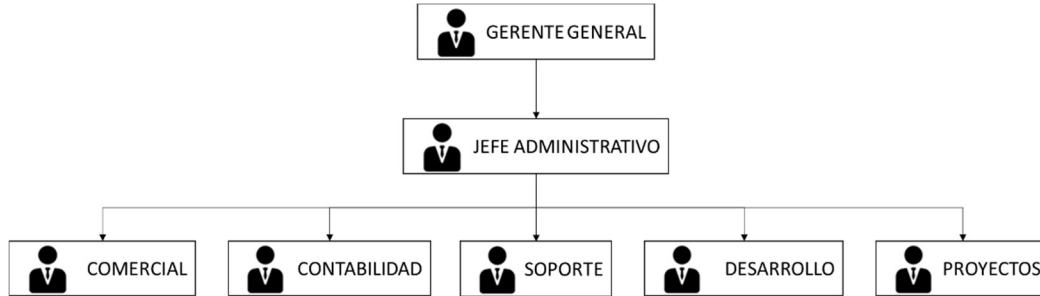 GERENTE GENERAL
JEFE ADMINISTRATIVO
COMERCIAL
CONTABILIDAD
SOPORTE
DESARROLLO
PROYECTOS